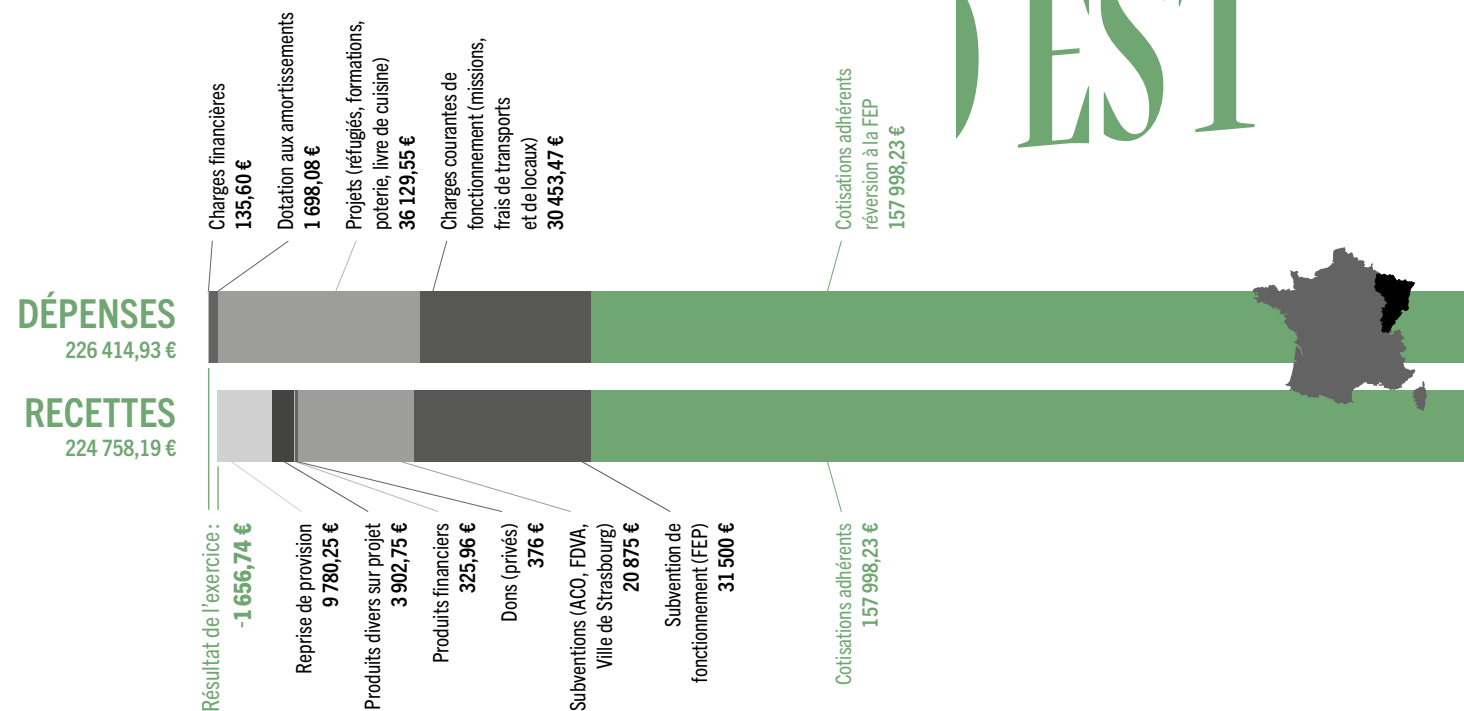 D EST
Charges financières
135,60 €
Dotation aux amortissements
1 698,08 €
Projets (réfugiés, formations,
poterie, livre de cuisine)
36 129,55 €
Charges courantes de
fonctionnement (missions,
frais de transports
et de locaux)
30 453,47 €
Cotisations adhérents
réversion à la FEP
157 998,23 €
DÉPENSES
226 414,93 €
RECETTES
224 758,19 €
Résultat de l'exercice :
-1 656,74 €
Reprise de provision
9 780,25 €
Produits divers sur projet
3 902,75 €
Produits financiers
325,96 €
Dons (privés)
376 €
Subventions (ACO, FDVA,
Ville de Strasbourg)
20 875 €
Subvention de
fonctionnement (FEP)
31 500 €
Cotisations adhérents
157 998,23 €